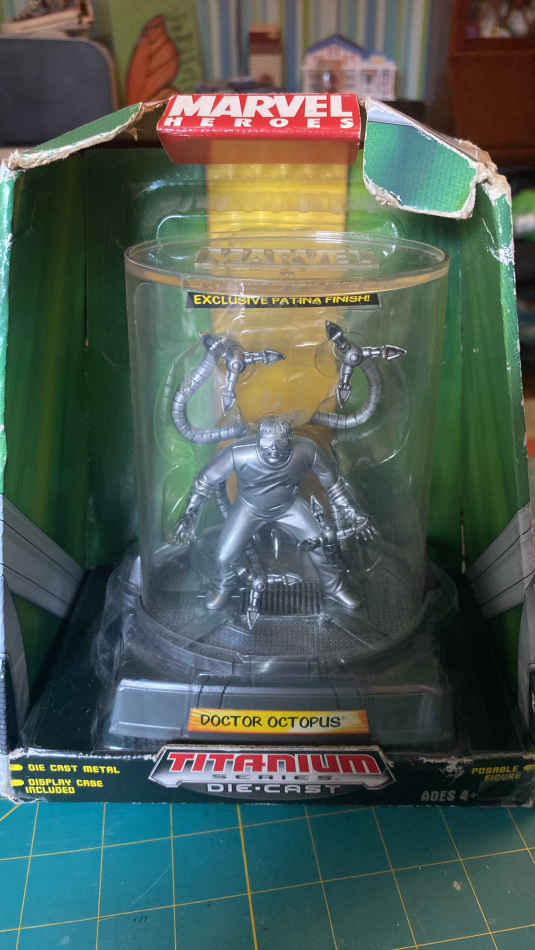 MARVEL
HEROES
MARVEL
EXCLUSIVE PATINA FINISH!
DOCTOR OCTOPUS
TITANIUM
SERIES
DIE-CAST
DIE CAST METAL
DISPLAY CASE
INCLUDED
POSABLE
FIGURE
AGES 4+